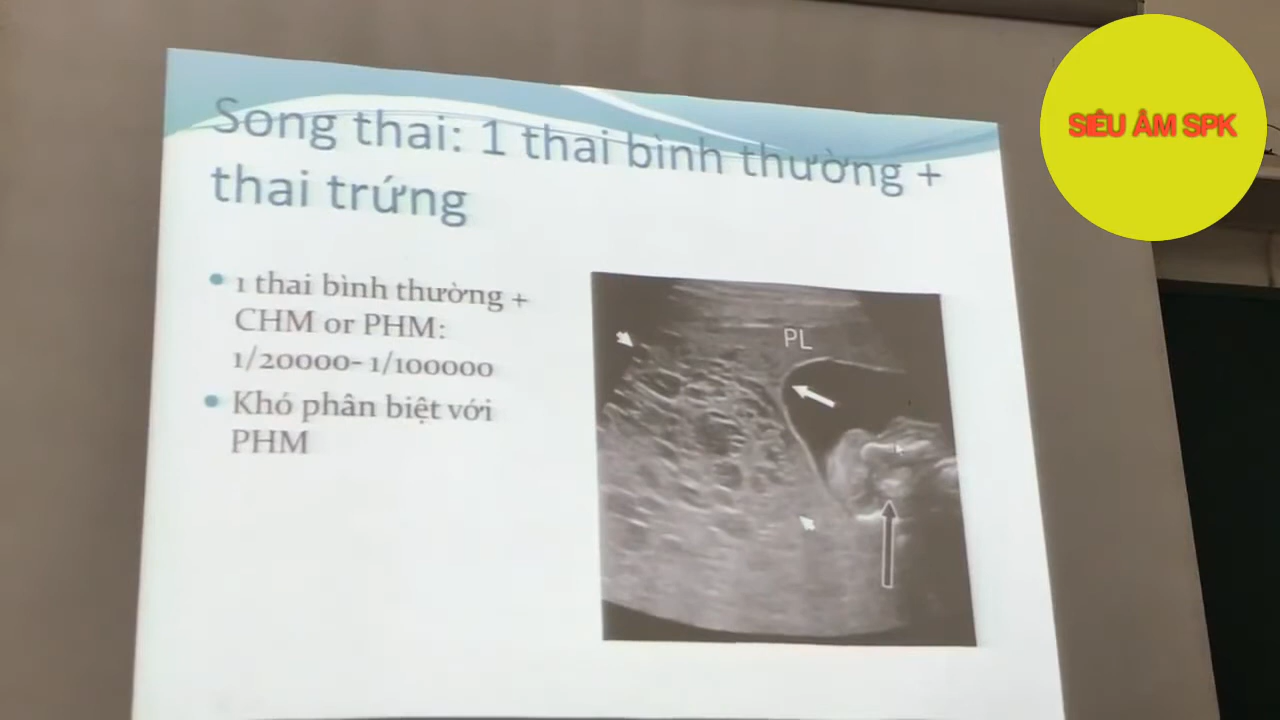 Song thai: 1 thai bình thường +
thai trứng
1 thai bình thường +
CHM or PHM:
1/20000- 1/100000
Khó phân biệt với
PHM
PL
SIÊU ÂM SPK